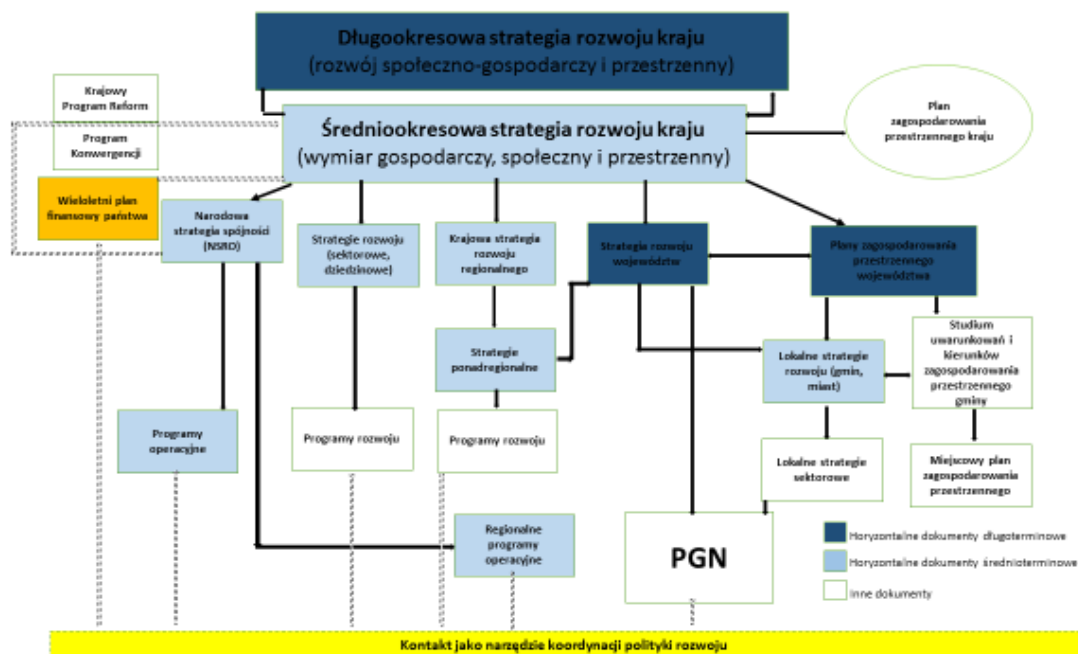 Długookresowa strategia rozwoju kraju
(rozwój społeczno-gospodarczy i przestrzenny)
Krajowy
Program Reform
Program
Konwergencji
Wieloletni plan
finansowy państwa
Średniookresowa strategia rozwoju kraju
(wymiar gospodarczy, społeczny i przestrzenny)
Plan
zagospodarowania
przestrzennego kraju
Narodowa
strategia spójności
(NSRO)
Strategie rozwoju
(sektorowe,
dziedzinowe)
Krajowa strategia
rozwoju
regionalnego
Strategia rozwoju
województw
Plany zagospodarowania
przestrzennego
województwa
Strategie
ponadregionalne
Lokalne strategie
rozwoju (gmin,
miast)
Studium
uwarunkowań i
kierunków
zagospodarowania
przestrzennego
gminy
Programy
operacyjne
Programy rozwoju
Programy rozwoju
Lokalne strategie
sektorowe
Miejscowy plan
zagospodarowania
przestrzennego
Regionalne
programy
operacyjne
PGN
Horyzontalne dokumenty długoterminowe
Horyzontalne dokumenty średnioterminowe
Inne dokumenty
Kontakt jako narzędzie koordynacji polityki rozwoju